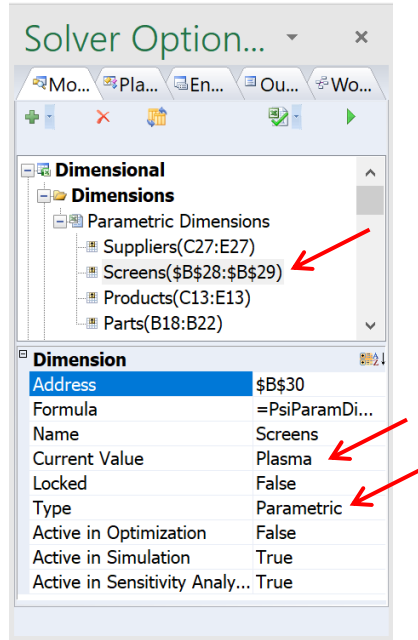 Solver Option...
Mo... Pla... En... Ou... Wo...
Dimensional
Dimensions
Parametric Dimensions
Suppliers(C27:E27)
Screens($B$28:$B$29)
Products(C13:E13)
Parts(B18:B22)
Dimension
Address $B$30
Formula =PsiParamDi...
Name Screens
Current Value Plasma
Locked False
Type Parametric
Active in Optimization False
Active in Simulation True
Active in Sensitivity Analy... True